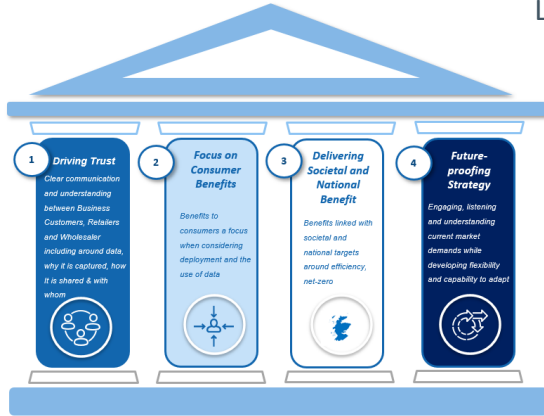 L
1
Driving Trust
Clear communication
and understanding
between Business
Customers, Retailers
and Wholesaler
including around data,
why it is captured, how
it is shared & with
whom
2
Focus on
Consumer
Benefits
Benefits to
consumers a focus
when considering
deployment and the
use of data
3
Delivering
Societal and
National
Benefit
Benefits linked with
societal and
national targets
around efficiency,
net-zero
4
Future-
proofing
Strategy
Engaging, listening
and understanding
current market
demands while
developing flexibility
and capability to adapt